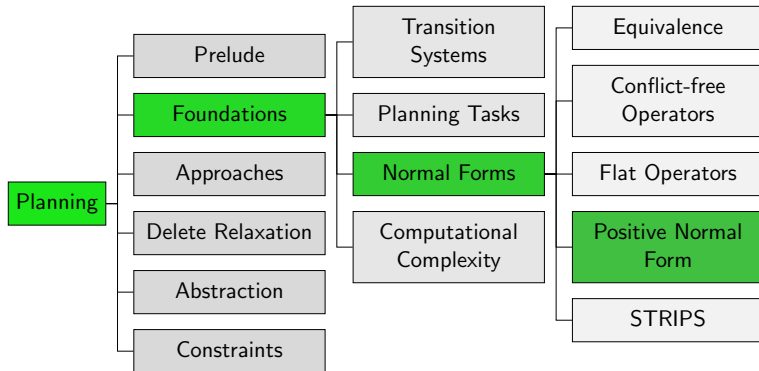 Planning
Prelude
Foundations
Approaches
Delete Relaxation
Abstraction
Constraints
Transition
Systems
Planning Tasks
Normal Forms
Computational
Complexity
Equivalence
Conflict-free
Operators
Flat Operators
Positive Normal
Form
STRIPS